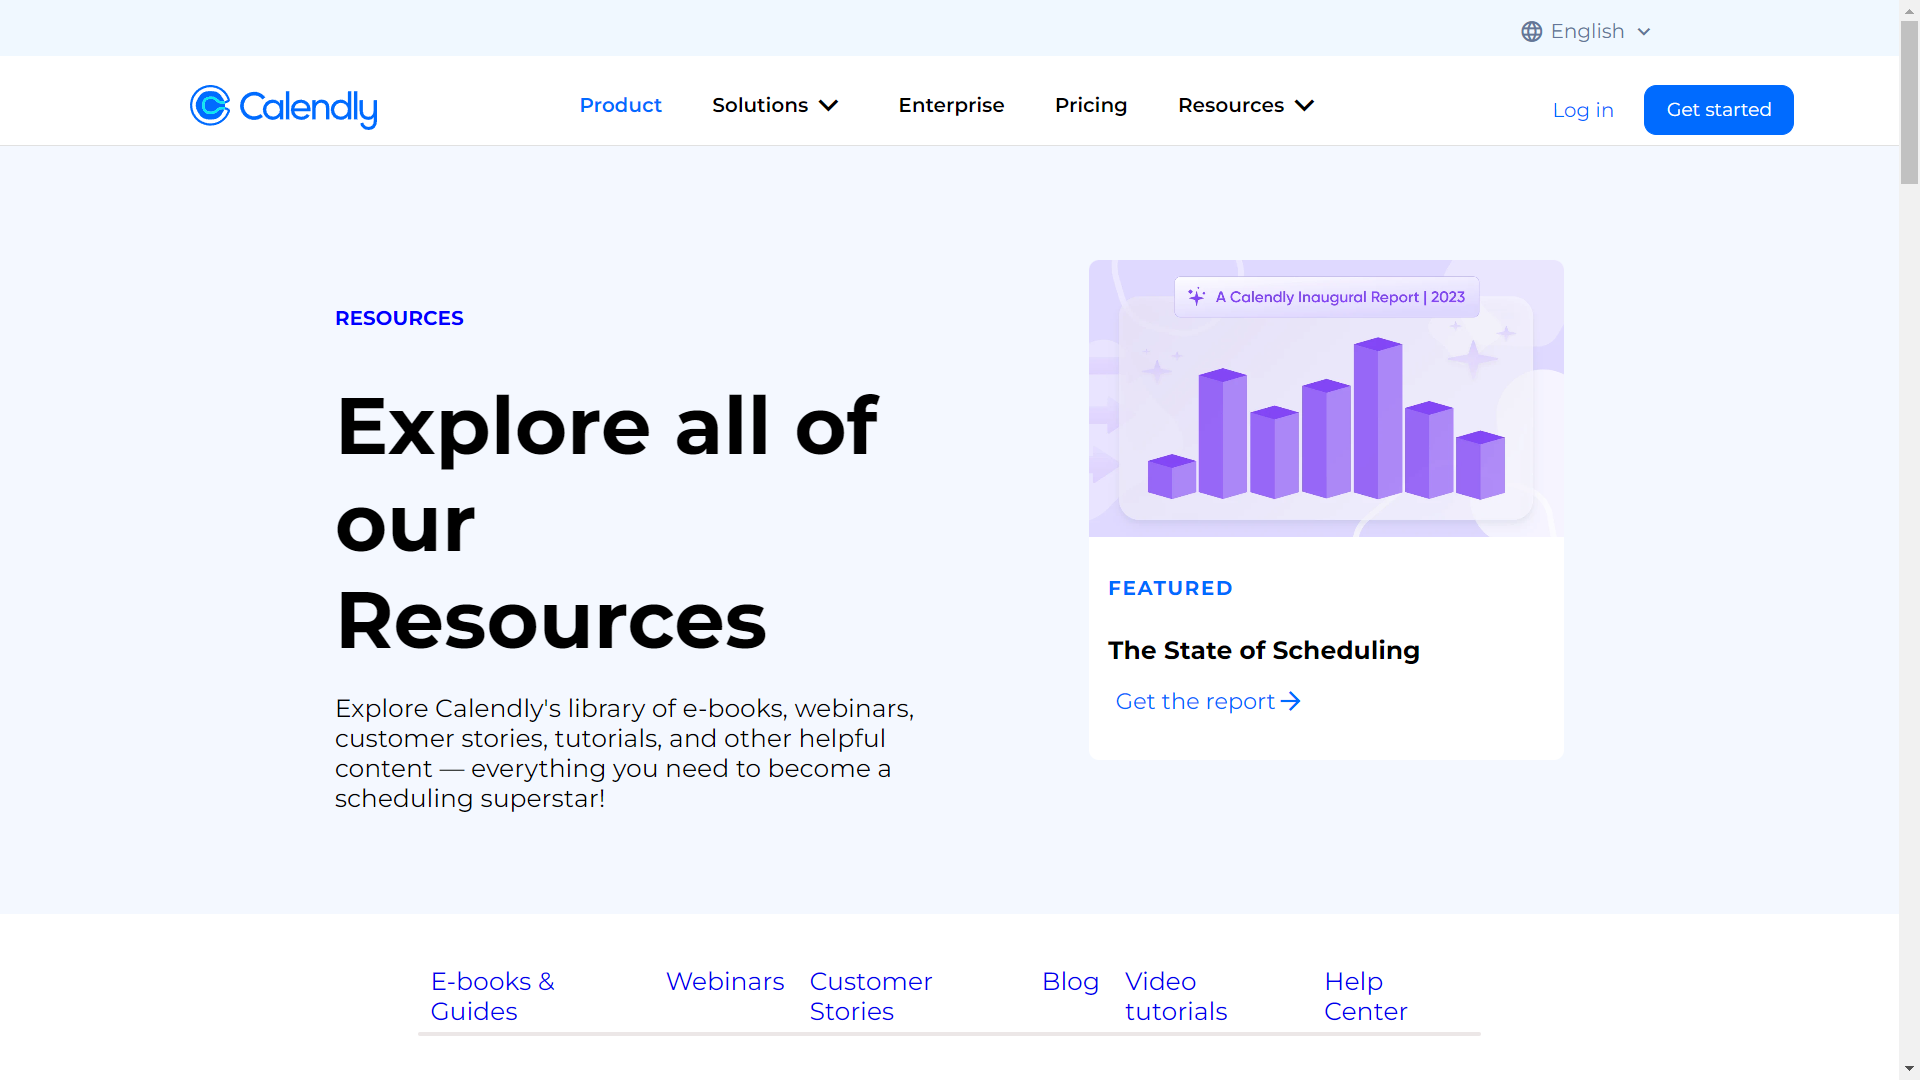 English
Calendly
Product
Solutions
Enterprise
Pricing
Resources
Log in
Get started
RESOURCES
Explore all of
our
Resources
Explore Calendly's library of e-books, webinars,
customer stories, tutorials, and other helpful
content — everything you need to become a
scheduling superstar!
A Calendly Inaugural Report | 2023
FEATURED
The State of Scheduling
Get the report
E-books &
Guides
Webinars
Customer
Stories
Blog
Video
tutorials
Help
Center